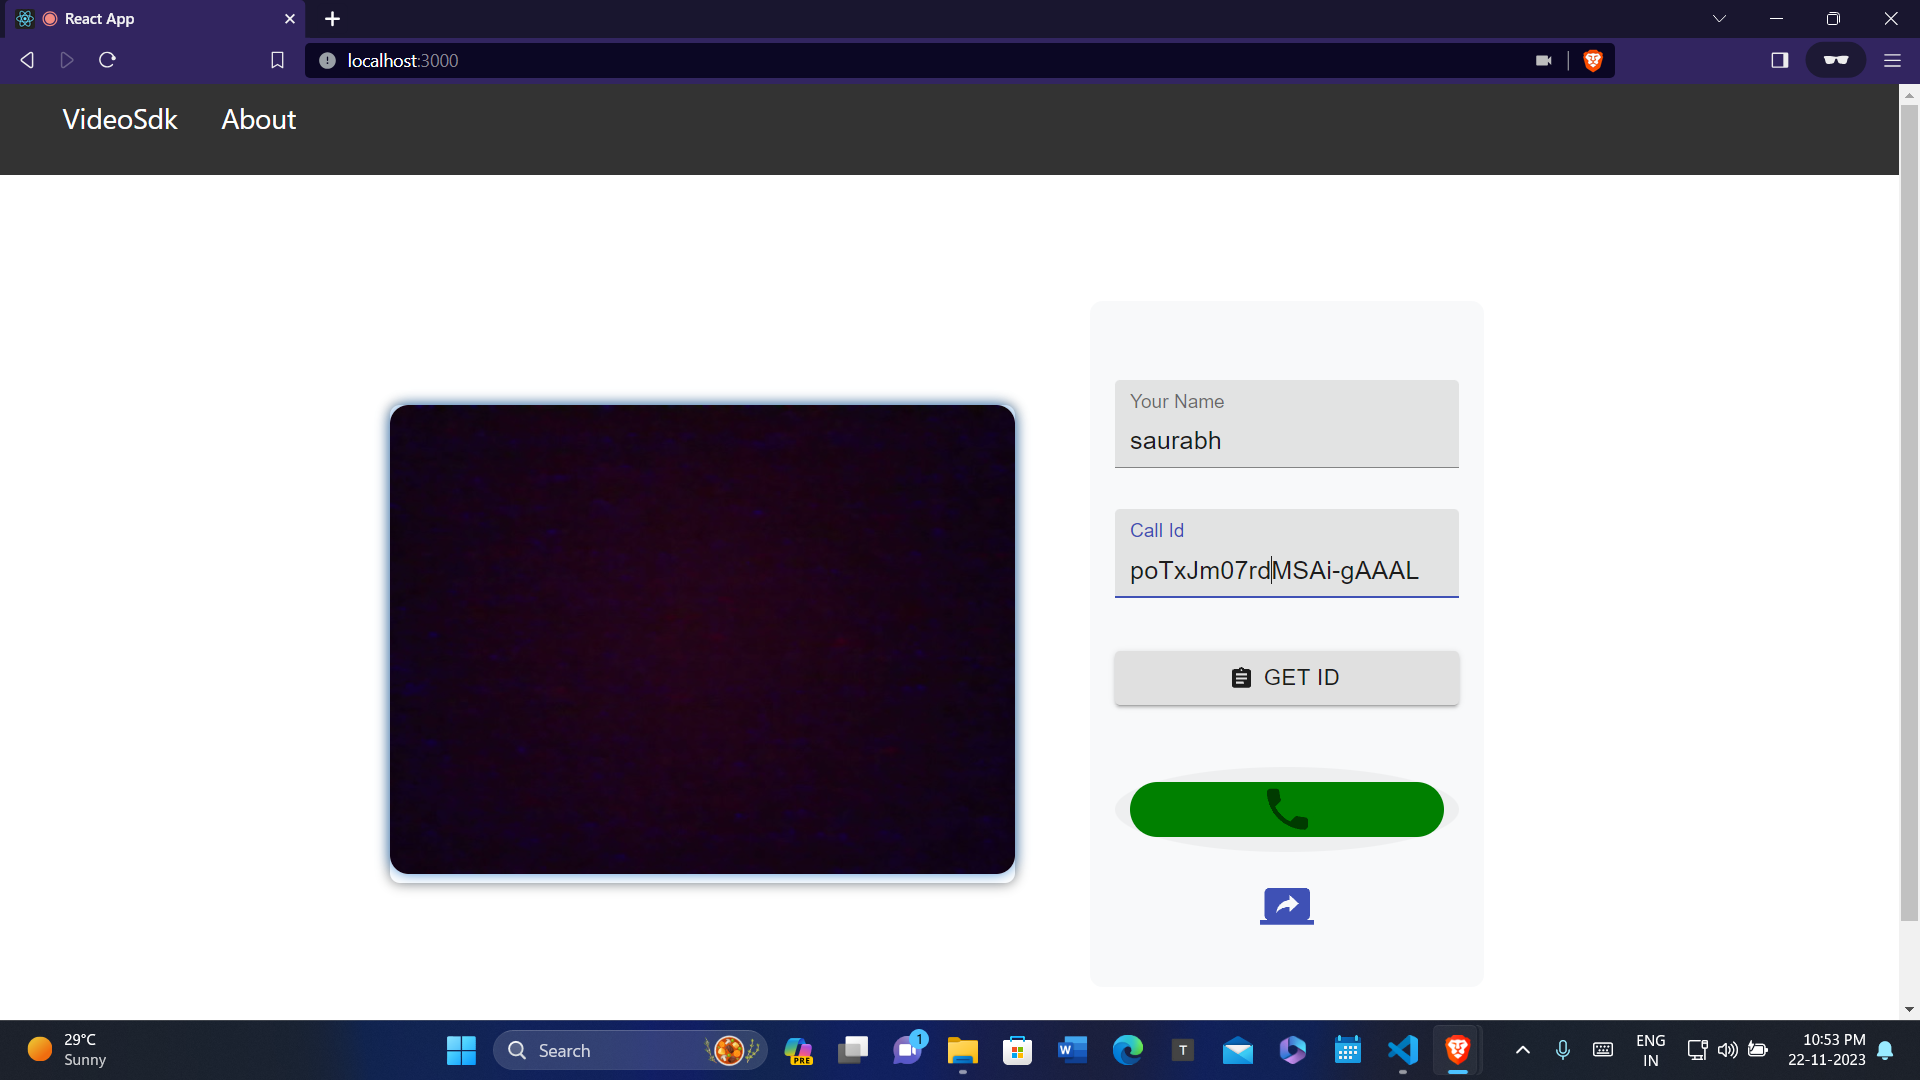 React App
localhost:3000
VideoSdk About
Your Name
saurabh
Call Id
poTxJm07rdMSAi-gAAAL
GET ID
29°C
Sunny
Search
PRE
1
W
T
ENG
IN
10:53 PM
22-11-2023